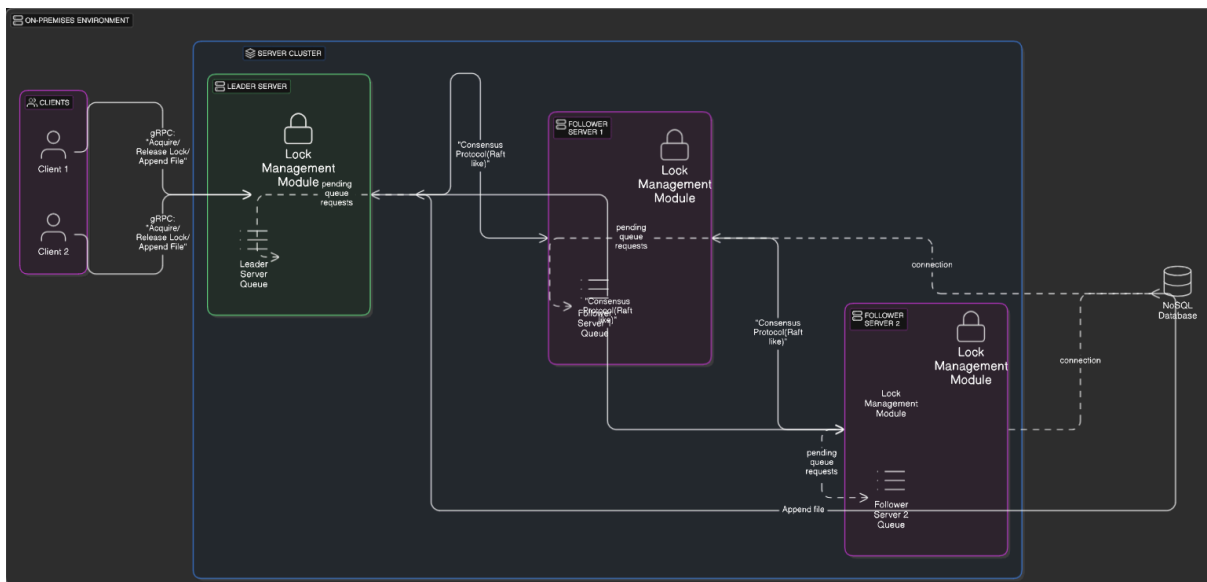 ON-PREMISES ENVIRONMENT
SERVER CLUSTER
LEADER SERVER
CLIENTS
Client 1
Client 2
gRPC:
"Acquire/
Release Lock/
Append File"
gRPC:
"Acquire/
Release Lock/
Append File"
Lock
Management
Module
pending
queue
requests
Leader
Server
Queue
"Consensus
Protocol(Raft
like)"
FOLLOWER
SERVER 1
Lock
Management
Module
pending
queue
requests
"Consensus
Protocol(Raft
like)"
Follower
Server 1
Queue
"Consensus
Protocol(Raft
like)"
connection
FOLLOWER
SERVER 2
Lock
Management
Module
Lock
Management
Module
pending
queue
requests
Follower
Server 2
Queue
Append file
connection
NoSQL
Database